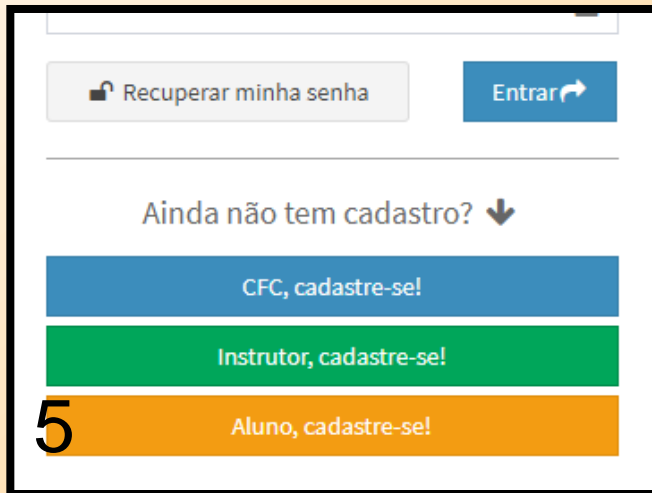 Recuperar minha senha
Entrar
Ainda não tem cadastro?
CFC, cadastre-se!
Instrutor, cadastre-se!
5
Aluno, cadastre-se!